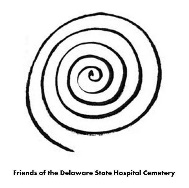 Friends of the Delaware State Hospital Cemetery